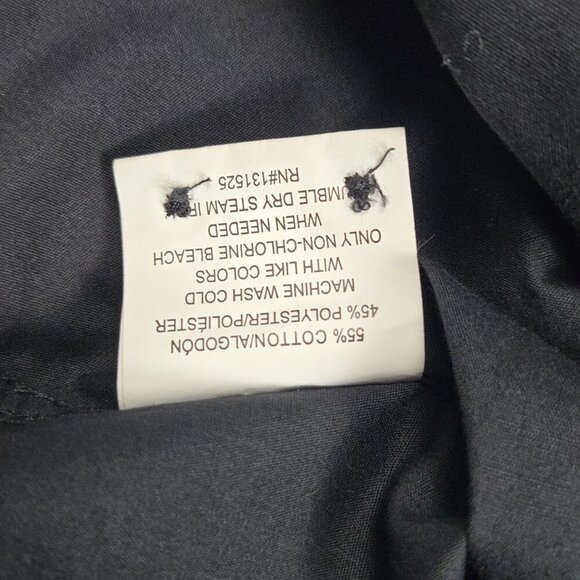 55% COTTON/ALGODÓN
45% POLYESTER/POLIÉSTER
MACHINE WASH COLD
WITH LIKE COLORS
ONLY NON-CHLORINE BLEACH
WHEN NEEDED
DRY STEAM
RN#131525